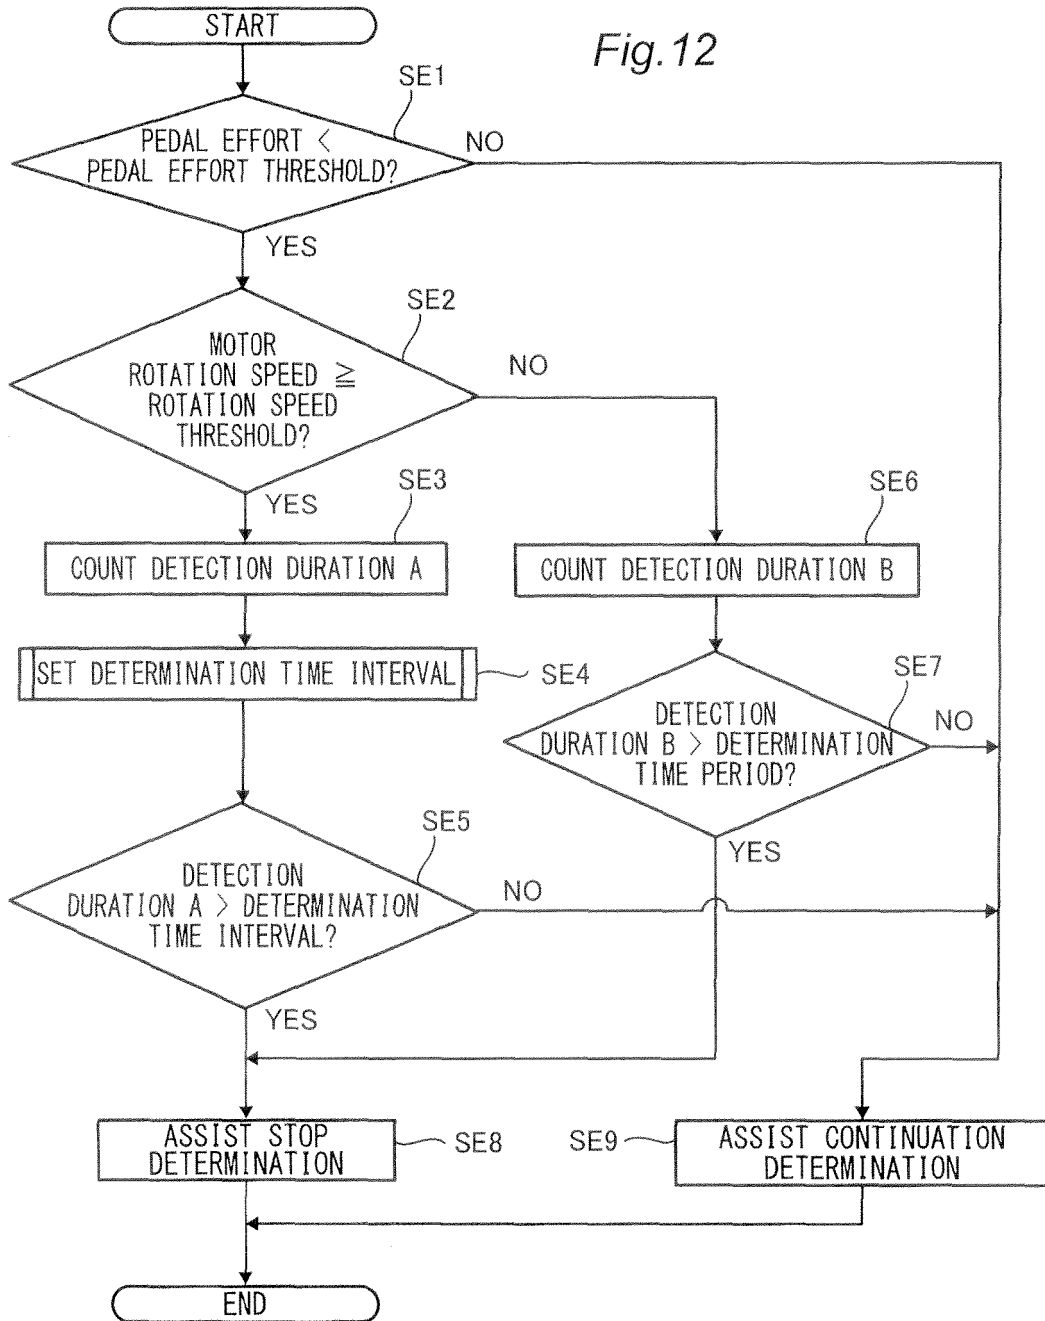 START
Fig.12
SE1
PEDAL EFFORT <
PEDAL EFFORT THRESHOLD?
NO
YES
SE2
MOTOR
ROTATION SPEED ≧
ROTATION SPEED
THRESHOLD?
NO
YES
SE3
COUNT DETECTION DURATION A
SE6
COUNT DETECTION DURATION B
SET DETERMINATION TIME INTERVAL
SE4
SE7
DETECTION
DURATION B > DETERMINATION
TIME PERIOD?
NO
YES
SE5
DETECTION
DURATION A > DETERMINATION
TIME INTERVAL?
NO
YES
ASSIST STOP
DETERMINATION
SE8
SE9
ASSIST CONTINUATION
DETERMINATION
END